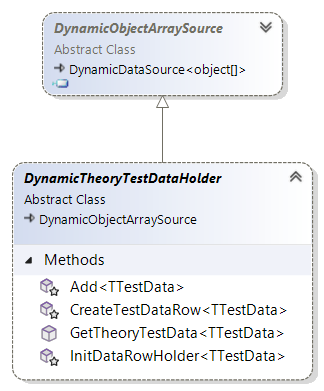 DynamicObjectArraySource
Abstract Class
DynamicDataSource<object[]>
DynamicTheoryTestDataHolder
Abstract Class
DynamicObjectArraySource
Methods
Add<TTestData>
CreateTestDataRow<TTestData>
GetTheoryTestData<TTestData>
InitDataRowHolder<TTestData>